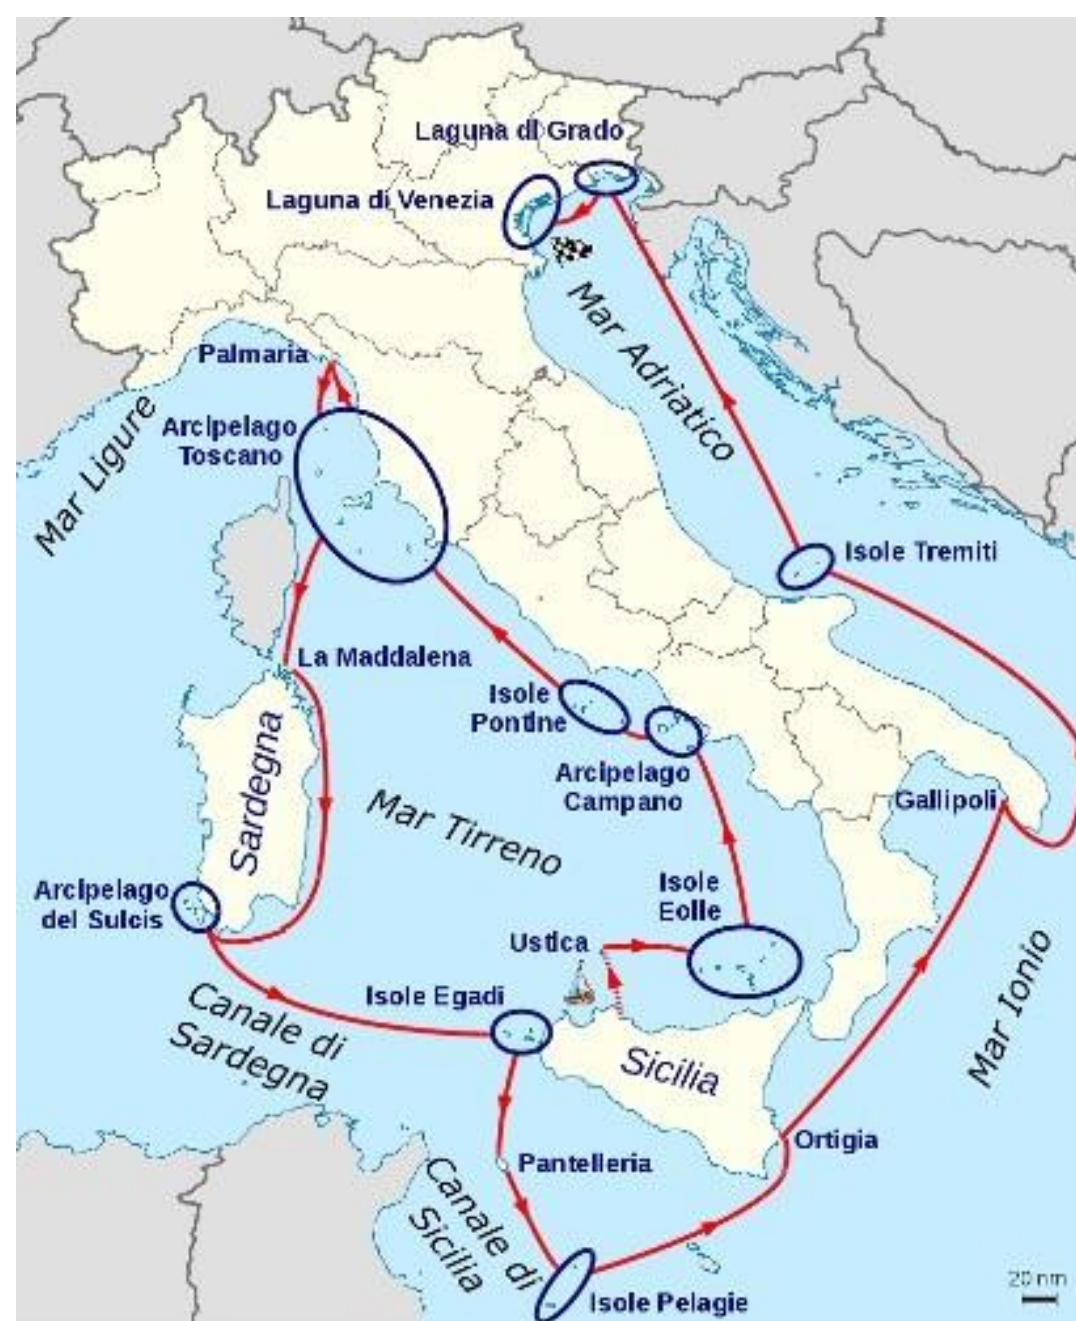 Laguna di Grado
Laguna di Venezia
Mar Adriatico
Palmaria
Mar Ligure
Arcipelago
Toscano
Isole Tremiti
La Maddalena
Isole
Pontine
Sardegna
Arcipelago
Campano
Gallipoli
Mar Tirreno
Arcipelago
del Sulcis
Isole
Eolie
Ustica
Isole Egadi
Mar Ionio
Canale di
Sardegna
Sicilia
Ortigia
Pantelleria
Canale di
Sicilia
20 nm
Isole Pelagie